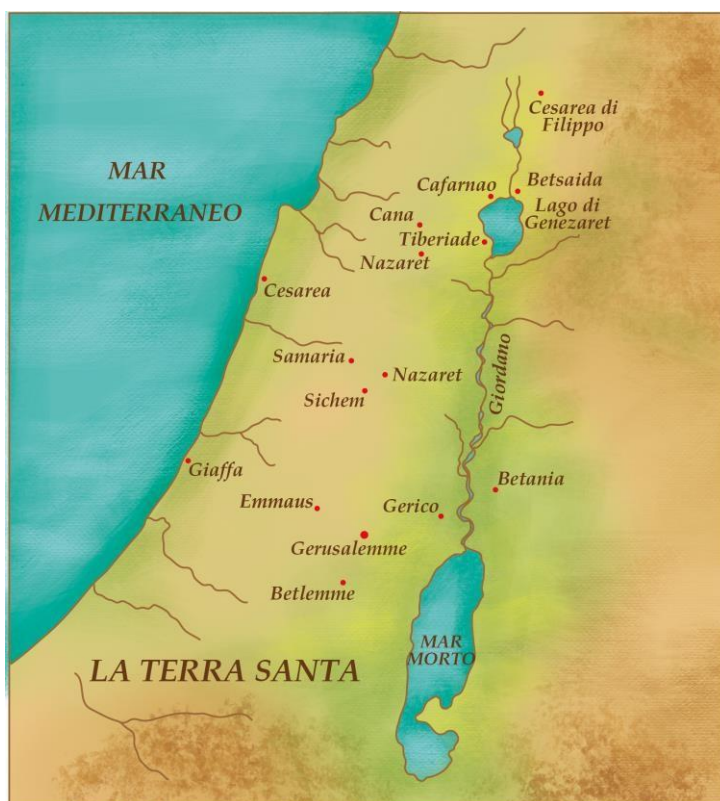 Cesarea di
Filippo
MAR
MEDITERRANEO
Cafarnao
Betsaida
Cana
Lago di
Genezaret
Tiberiade
Nazaret
Cesarea
Samaria
Nazaret
Sichem
Giordano
Giaffa
Betania
Emmaus
Gerico
Gerusalemme
Betlemme
MAR
MORTO
LA TERRA SANTA